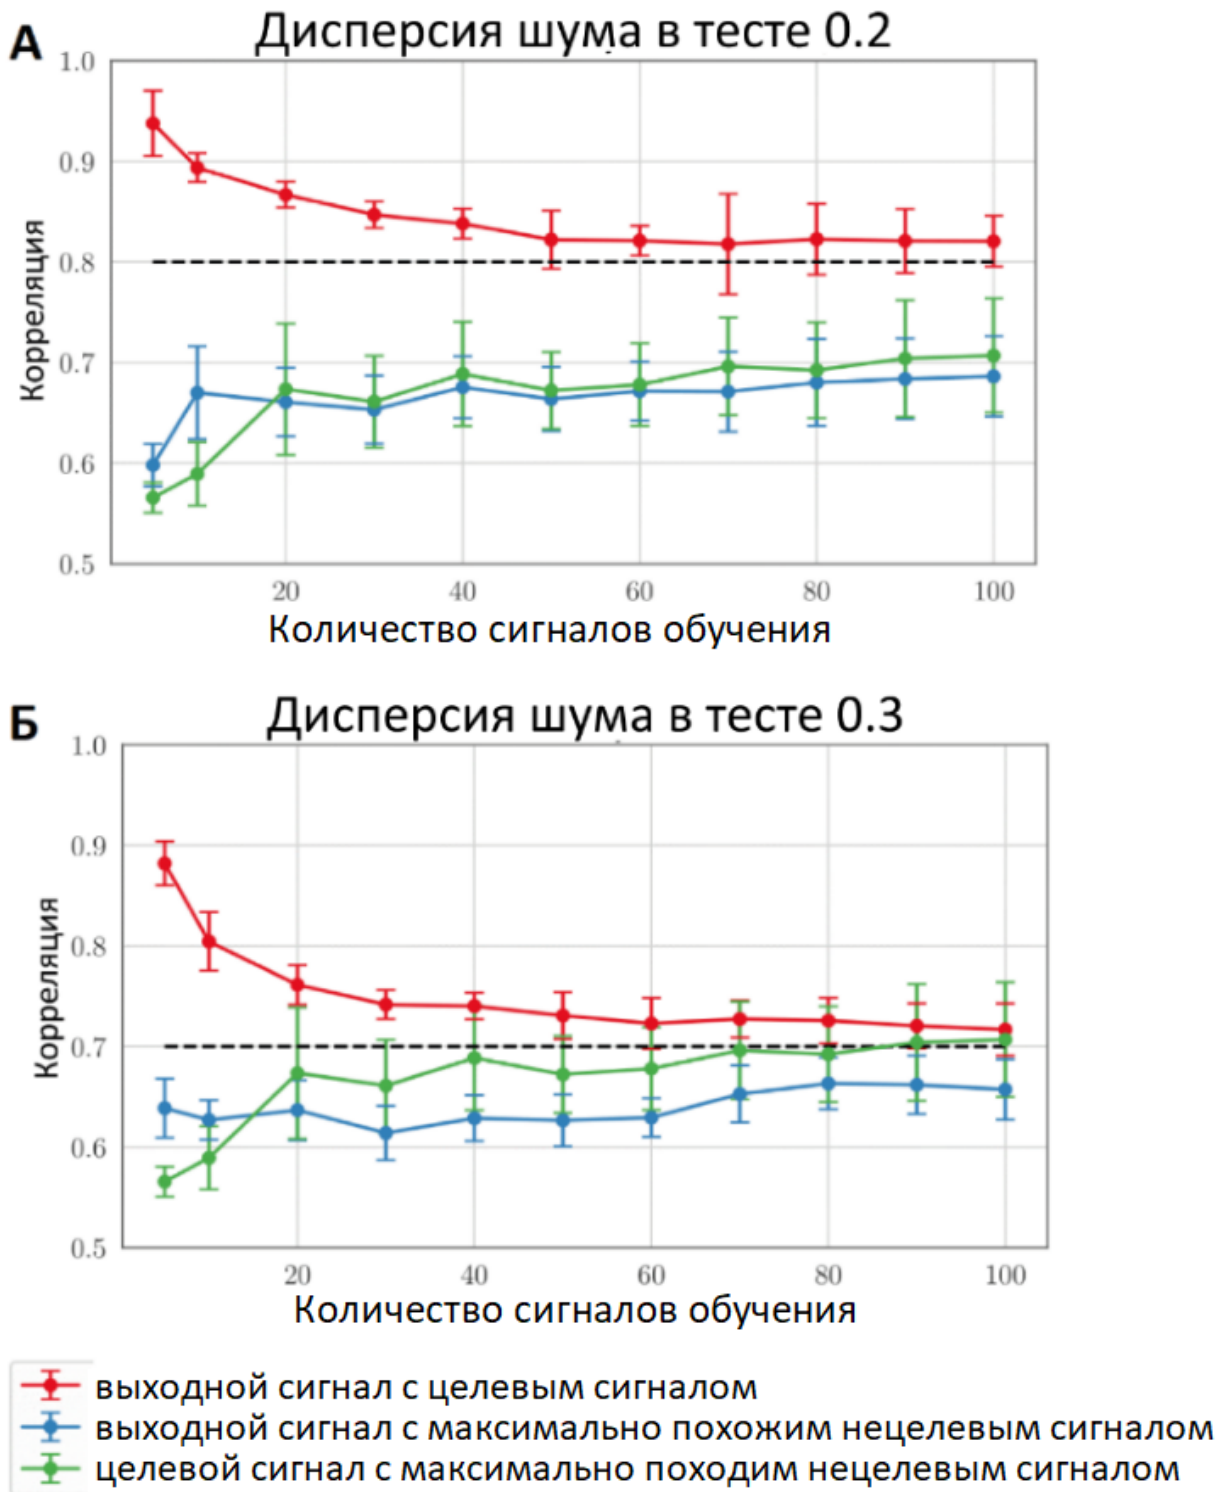 А
Дисперсия шума в тесте 0.2
1.0
0.9
0.8
0.7
0.6
0.5
Корреляция
20 40 60 80 100
Количество сигналов обучения
Б
Дисперсия шума в тесте 0.3
1.0
0.9
0.8
0.7
0.6
0.5
Корреляция
20 40 60 80 100
Количество сигналов обучения
выходной сигнал с целевым сигналом
выходной сигнал с максимально похожим нецелевым сигналом
целевой сигнал с максимально походим нецелевым сигналом